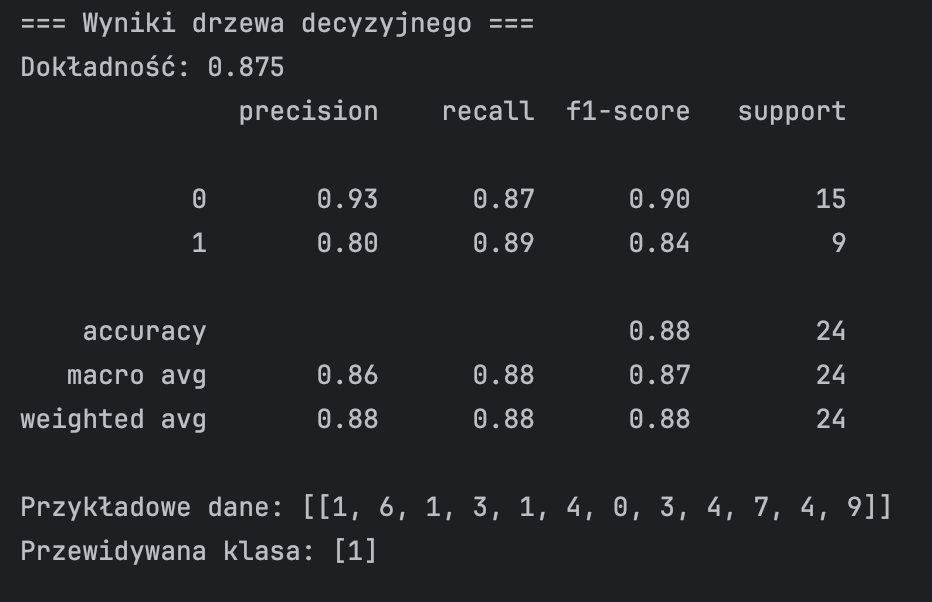 === Wyniki drzewa decyzyjnego ===
Dokładność: 0.875
precision recall f1-score support
0 0.93 0.87 0.90 15
1 0.80 0.89 0.84 9
accuracy 0.88 24
macro avg 0.86 0.88 0.87 24
weighted avg 0.88 0.88 0.88 24
Przykładowe dane: [[1, 6, 1, 3, 1, 4, 0, 3, 4, 7, 4, 9]]
Przewidywana klasa: [1]